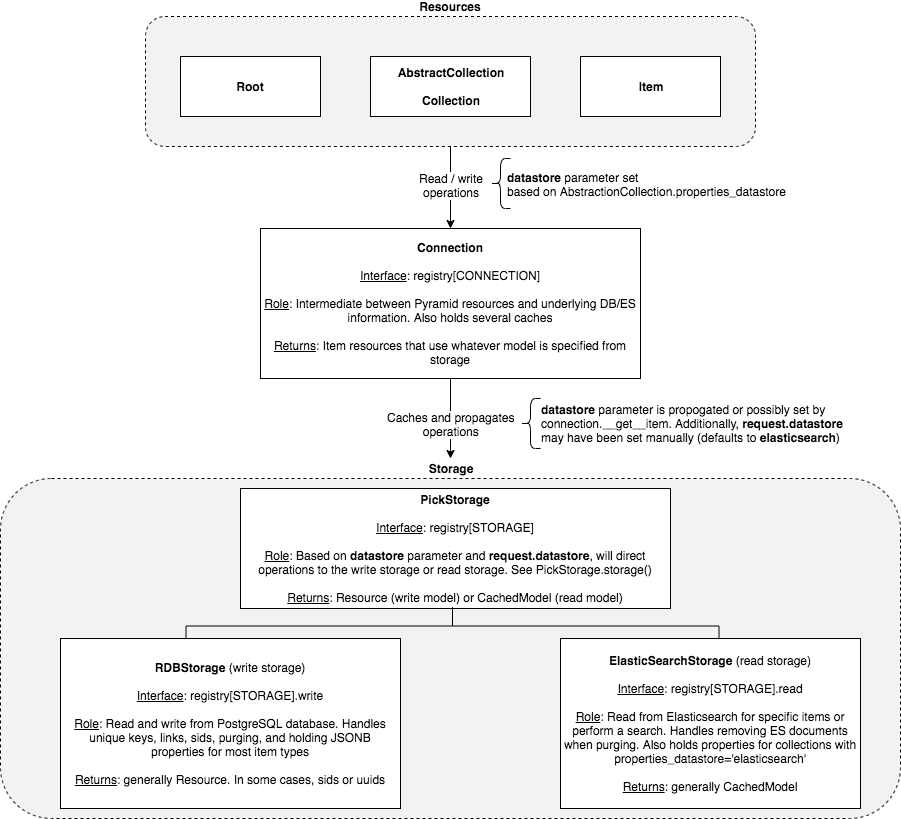 Resources
Root
AbstractCollection
Collection
Item
Read / write
operations
datastore parameter set
based on AbstractionCollection.properties_datastore
Connection
Interface: registry[CONNECTION]
Role: Intermediate between Pyramid resources and underlying DB/ES
information. Also holds several caches
Returns: Item resources that use whatever model is specified from
storage
Caches and propagates
operations
datastore parameter is propogated or possibly set by
connection.__get__item. Additionally, request.datastore
may have been set manually (defaults to elasticsearch)
Storage
PickStorage
Interface: registry[STORAGE]
Role: Based on datastore parameter and request.datastore, will direct
operations to the write storage or read storage. See PickStorage.storage()
Returns: Resource (write model) or CachedModel (read model)
RDBStorage (write storage)
Interface: registry[STORAGE].write
Role: Read and write from PostgreSQL database. Handles
unique keys, links, sids, purging, and holding JSONB
properties for most item types
Returns: generally Resource. In some cases, sids or uuids
ElasticSearchStorage (read storage)
Interface: registry[STORAGE].read
Role: Read from Elasticsearch for specific items or
perform a search. Handles removing ES documents
when purging. Also holds properties for collections with
properties_datastore='elasticsearch'
Returns: generally CachedModel